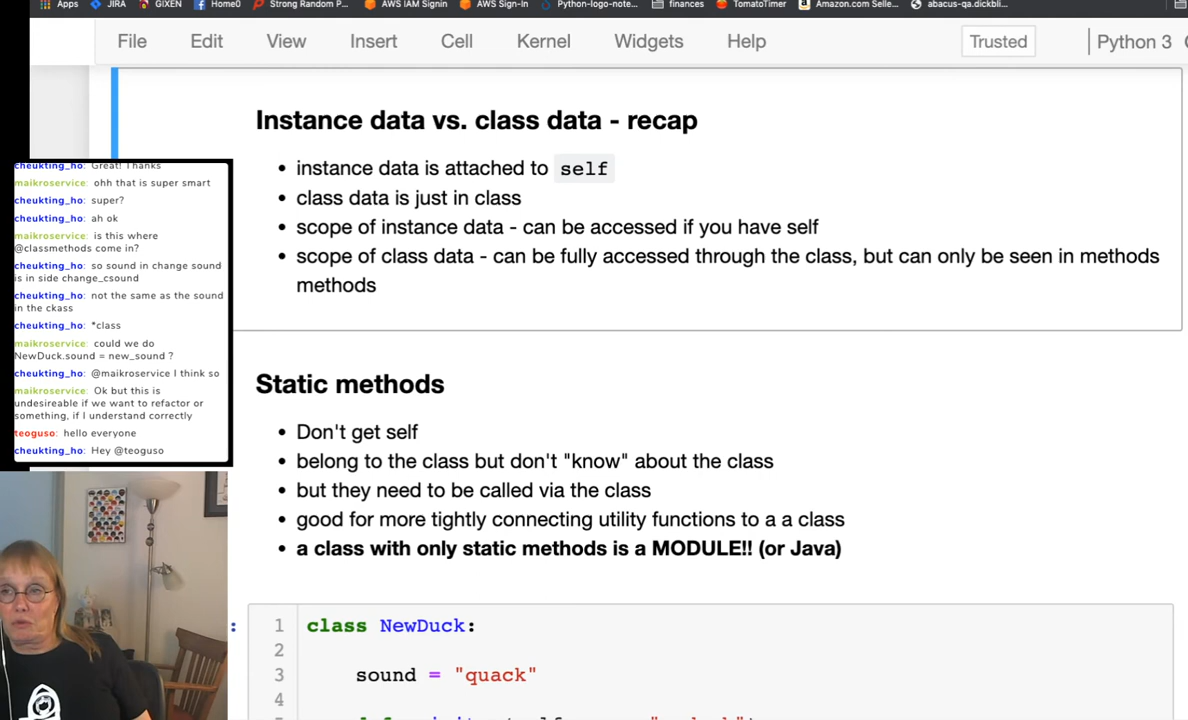 Apps JIRA GIXEN Home0 Strong Random P... AWS IAM Signin AWS Sign-In Python-logo-note... finances TomatoTimer Amazon.com Selle... abacus-qa.dickbli...
File Edit View Insert Cell Kernel Widgets Help Trusted Python 3
Instance data vs. class data - recap
• instance data is attached to self
• class data is just in class
• scope of instance data - can be accessed if you have self
• scope of class data - can be fully accessed through the class, but can only be seen in methods
methods
cheukting_ho: Great! Thanks
maikroservice: ohh that is super smart
cheukting_ho: super?
cheukting_ho: ah ok
maikroservice: is this where
@classmethods come in?
cheukting_ho: so sound in change sound
is in side change_csound
cheukting_ho: not the same as the sound
in the ckass
cheukting_ho: *class
maikroservice: could we do
NewDuck.sound = new_sound ?
cheukting_ho: @maikroservice I think so
maikroservice: Ok but this is
undesireable if we want to refactor or
something, if I understand correctly
teoguso: hello everyone
cheukting_ho: Hey @teoguso
Static methods
• Don't get self
• belong to the class but don't "know" about the class
• but they need to be called via the class
• good for more tightly connecting utility functions to a a class
• a class with only static methods is a MODULE!! (or Java)
1 class NewDuck:
2
3 sound = "quack"
4